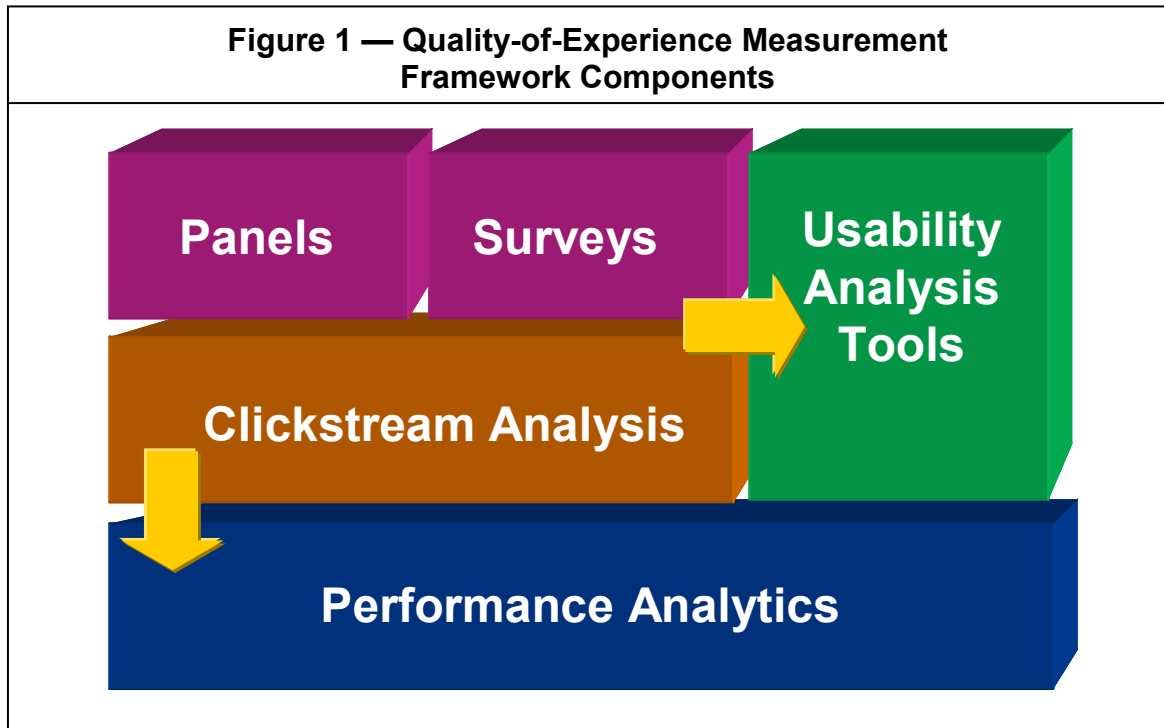 Figure 1 — Quality-of-Experience Measurement
Framework Components
Panels
Surveys
Usability
Analysis
Tools
Clickstream Analysis
Performance Analytics